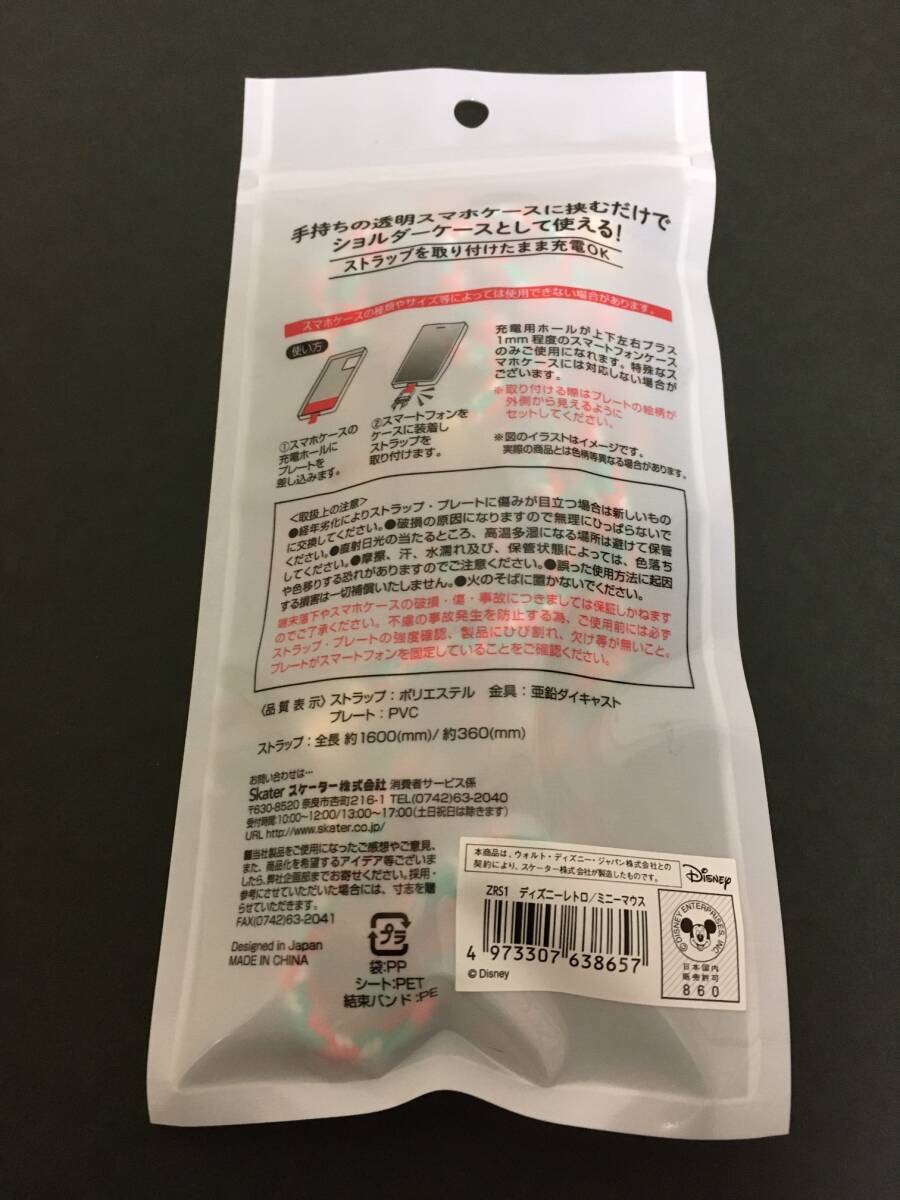 手持ちの透明スマホケースに挟むだけで
ショルダーケースとして使える!
ストラップを取り付けたまま充電OK
スマホケースの種類やサイズ等によっては使用できない場合があります。
使い方
①スマホケースの
充電ホールに
プレートを
差し込みます。
②スマートフォンを
ケースに装着し
ストラップを
取り付けます。
充電用ホールが上下左右プラス
1mm程度のスマートフォンケース
のみご使用になれます。特殊なス
マホケースには対応しない場合が
ございます。
※取り付ける際はプレートの絵柄が
外側から見えるように
セットしてください。
※図のイラストはイメージです。
実際の商品とは色柄等異なる場合があります。
〈取扱上の注意〉
●経年劣化によりストラップ・プレートに傷みが目立つ場合は新しいもの
に交換してください。●破損の原因になりますので無理にひっぱらないで
ください。●直射日光の当たるところ、高温多湿になる場所は避けて保管
してください。●摩擦、汗、水濡れ及び、保管状態によっては、色落ち
や色移りする恐れがありますのでご注意ください。●誤った使用方法に起因
する損害は一切補償いたしません。●火のそばに置かないでください。
端末落下やスマホケースの破損・傷・事故につきましては保証しかねます
のでご了承ください。不慮の事故発生を防止する為、ご使用前には必ず
ストラップ・プレートの強度確認、製品にひび割れ、欠け等が無いこと。
プレートがスマートフォンを固定していることをご確認ください。
〈品質表示〉ストラップ:ポリエステル 金具:亜鉛ダイキャスト
プレート:PVC
ストラップ:全長 約1600(mm)/約360(mm)
お問い合わせは…
Skater スケーター株式会社 消費者サービス係
〒630-8520 奈良市杏町216-1 TEL(0742)63-2040
受付時間10:00~12:00/13:00~17:00(土日祝日は除きます)
URL http://www.skater.co.jp/
■当社製品をご使用になったご感想やご意見、
また、商品化を希望するアイデア等ございま
したら、弊社企画部までお寄せください。採用・
参考にさせていただいた場合には、寸志を贈
らせていただきます。
FAX(0742)63-2041
Designed in Japan
MADE IN CHINA
プラ
袋:PP
シート:PET
結束バンド:PE
本商品は、ウォルト・ディズニー・ジャパン株式会社との
契約により、スケーター株式会社が製造したものです。
Disney
ZRS1 ディズニーレトロ/ミニーマウス
4 973307 638657
© Disney
©DISNEY ENTERPRISES, INC.
日本国内
販売許可
860